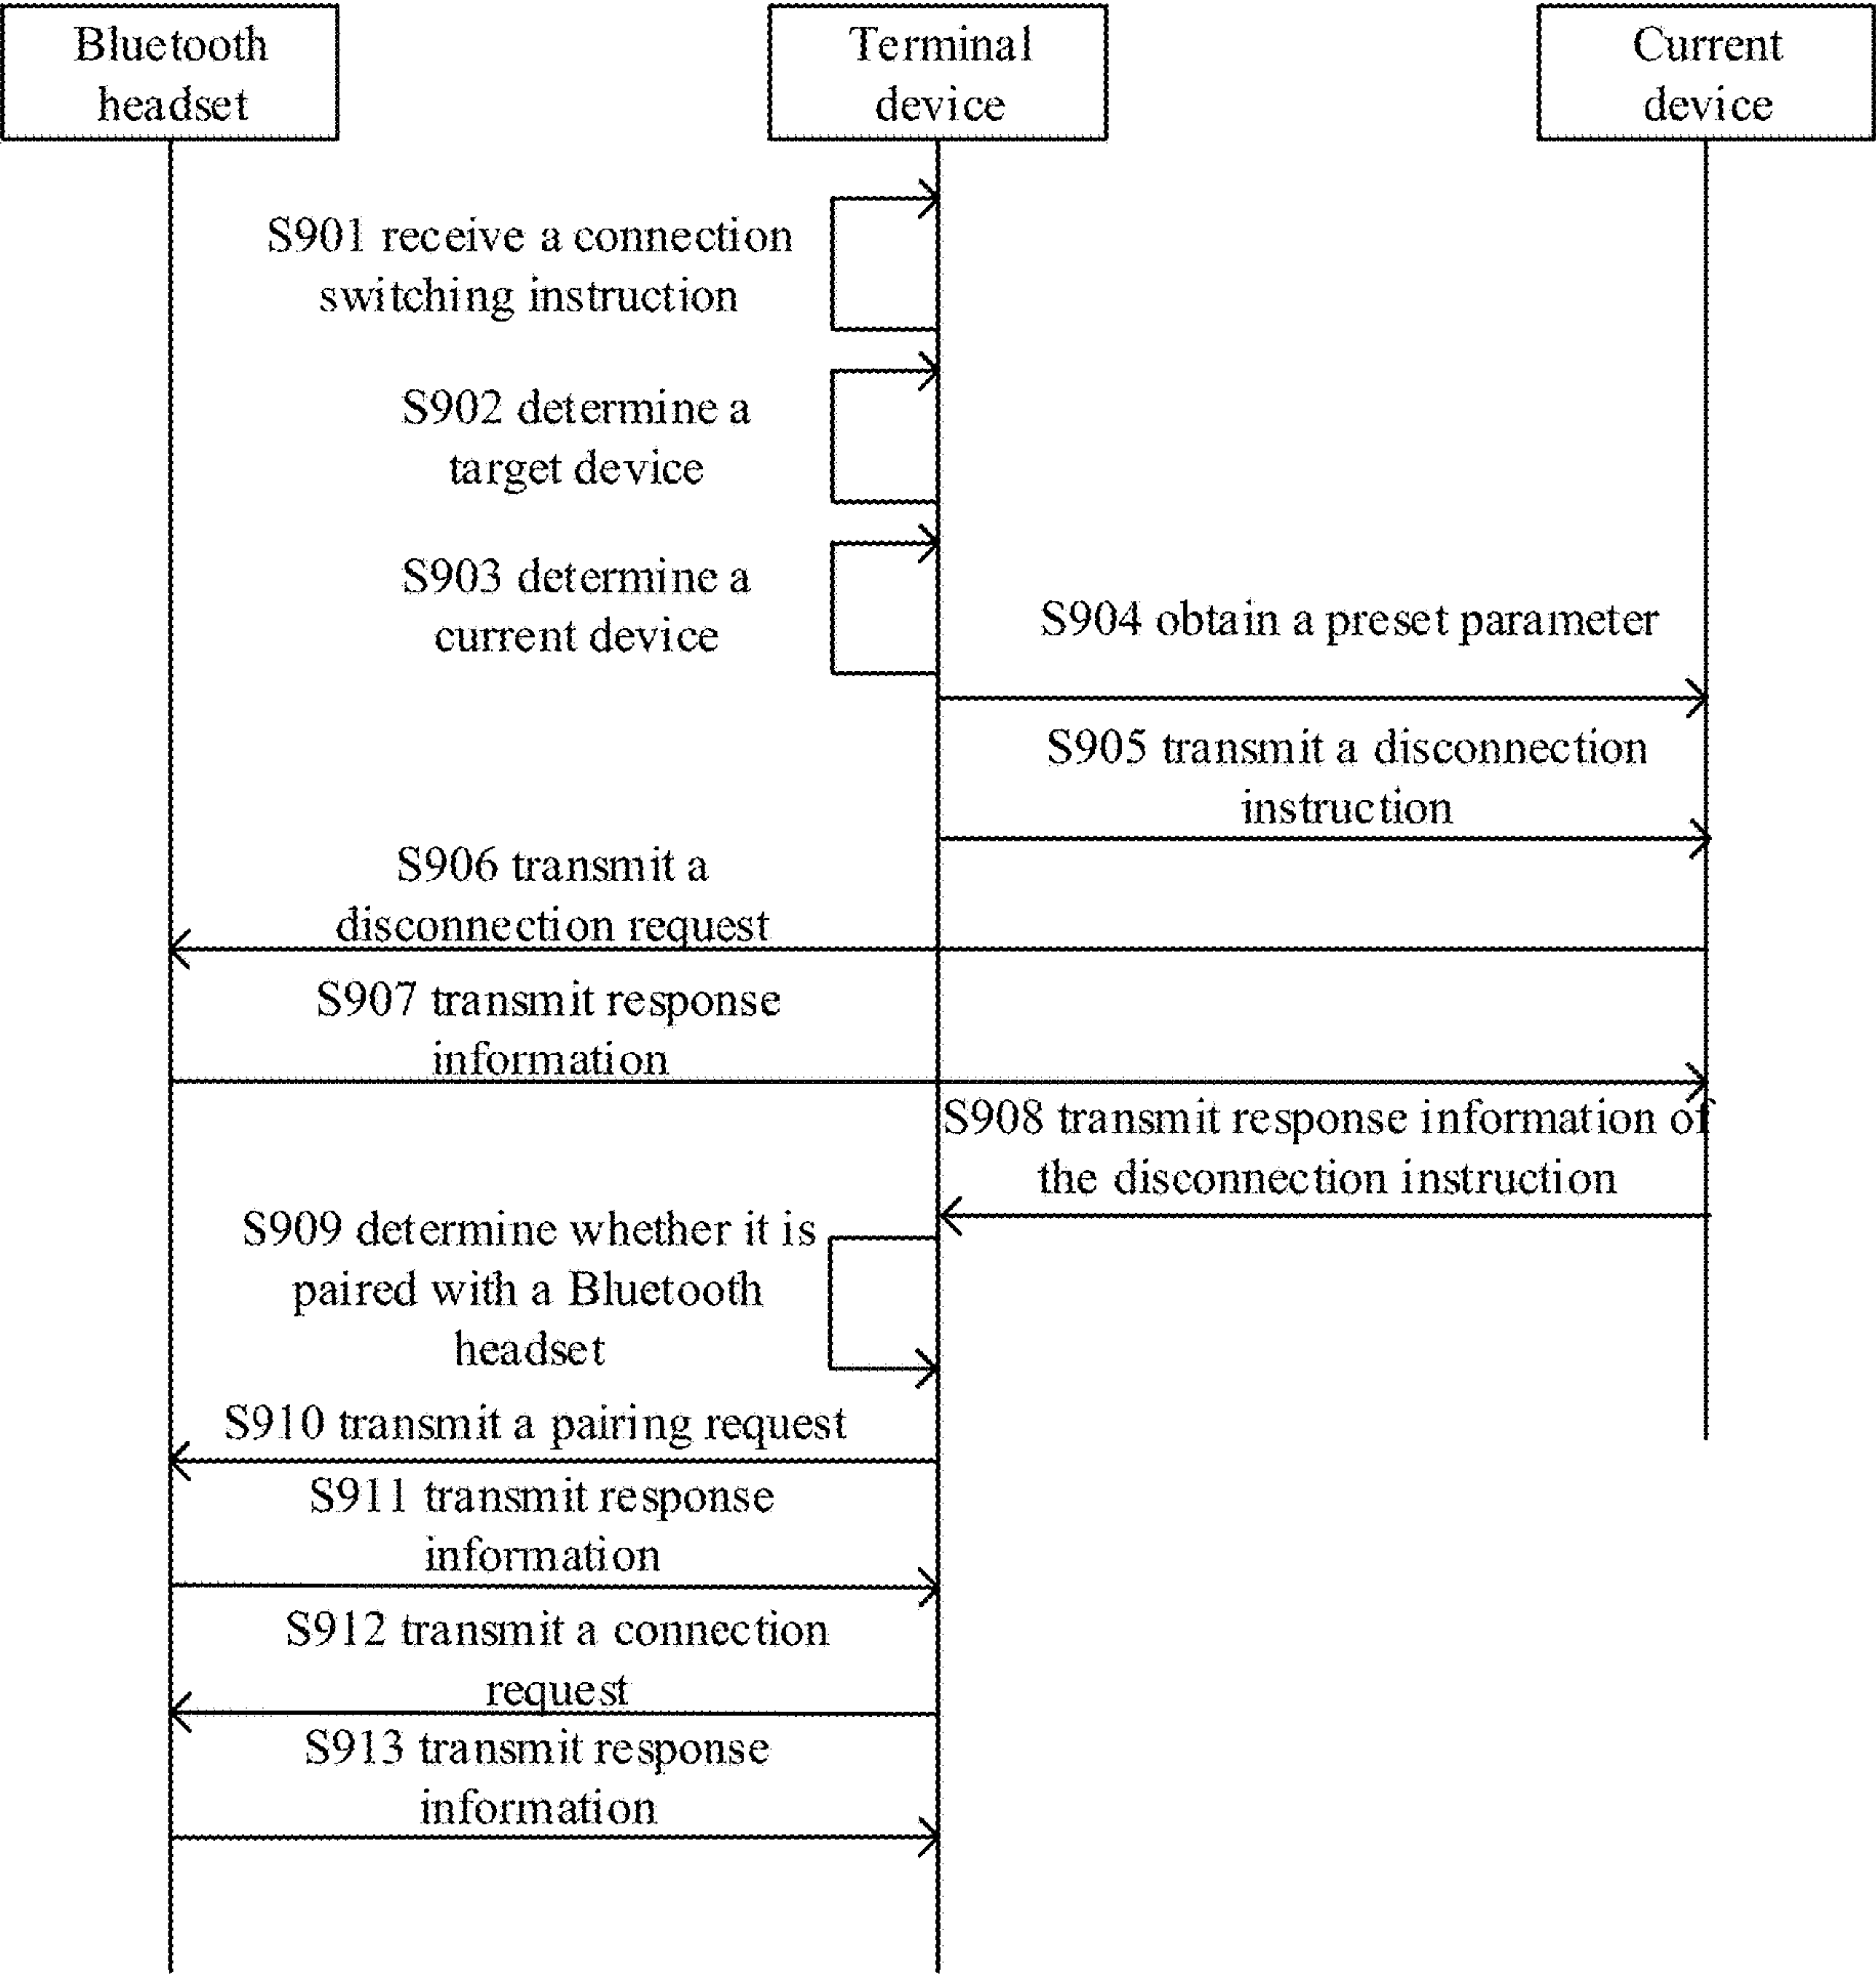 Bluetooth
headset
Terminal
device
Current
device
S901 receive a connection
switching instruction
S902 determine a
target device
S903 determine a
current device
S904 obtain a preset parameter
S905 transmit a disconnection
instruction
S906 transmit a
disconnection request
S907 transmit response
information
S908 transmit response information of
the disconnection instruction
S909 determine whether it is
paired with a Bluetooth
headset
S910 transmit a pairing request
S911 transmit response
information
S912 transmit a connection
request
S913 transmit response
information